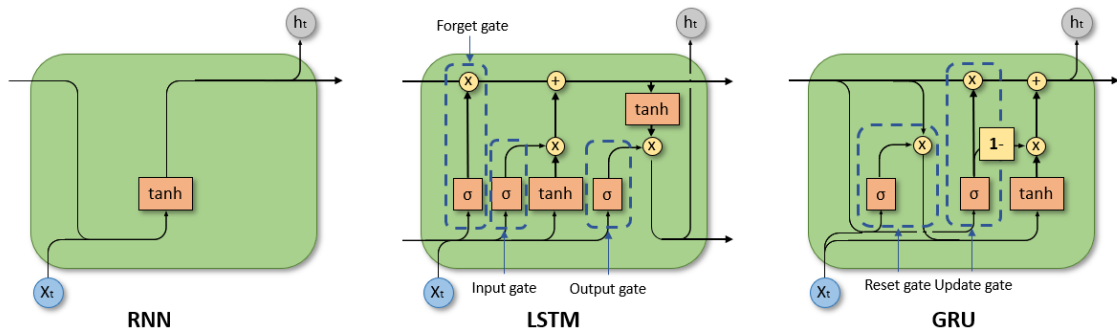 hₜ
tanh
Xₜ
RNN
Forget gate
hₜ
x
+
tanh
x
x
σ
σ
tanh
σ
Input gate
Output gate
LSTM
hₜ
x
+
x
1-
x
σ
σ
tanh
Xₜ
Reset gate
Update gate
GRU